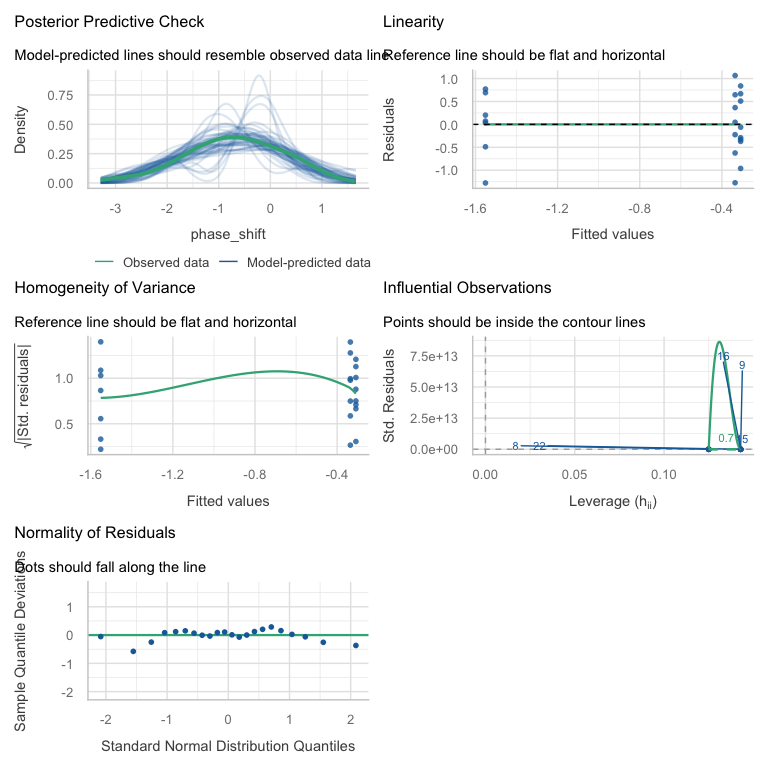 Posterior Predictive Check
Model-predicted lines should resemble observed data line
Density
0.75
0.50
0.25
0.00
-3
-2
-1
0
1
phase_shift
Observed data
Model-predicted data
Linearity
Reference line should be flat and horizontal
Residuals
1.0
0.5
0.0
-0.5
-1.0
-1.6
-1.2
-0.8
-0.4
Fitted values
Homogeneity of Variance
Reference line should be flat and horizontal
√|Std. residuals|
1.0
0.5
-1.6
-1.2
-0.8
-0.4
Fitted values
Influential Observations
Points should be inside the contour lines
Std. Residuals
7.5e+13
5.0e+13
2.5e+13
0.0e+00
16
9
0.7
5
8
22
0.00
0.05
0.10
Leverage (hii)
Normality of Residuals
Dots should fall along the line
Sample Quantile Deviations
1
0
-1
-2
-2
-1
0
1
2
Standard Normal Distribution Quantiles